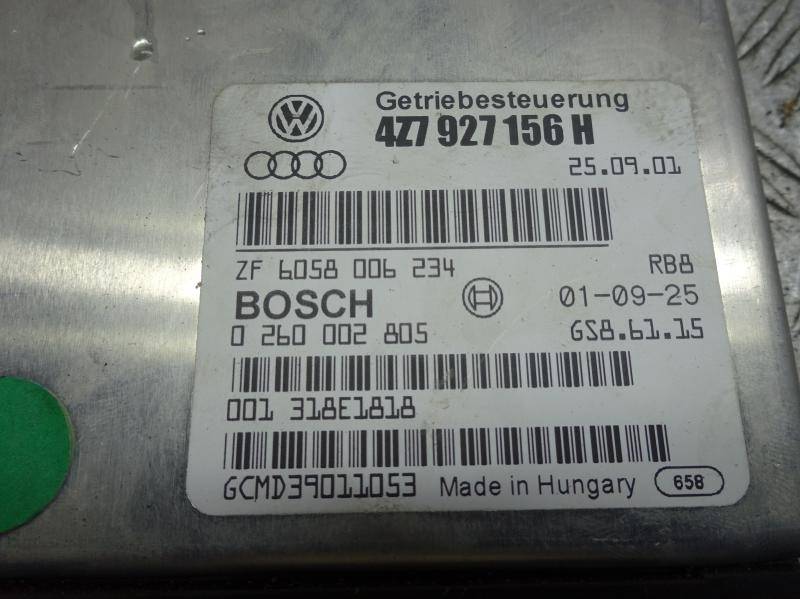 Getriebesteuerung
4Z7 927 156 H
25.09.01
ZF 6058 006 234 RB8
BOSCH 01-09-25
0 260 002 805 GS8.61.15
001 318E1818
GCMD39011053 Made in Hungary 658